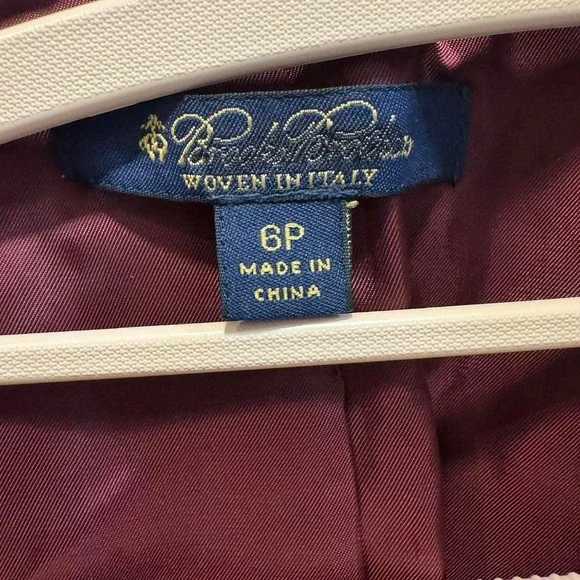 Brooks Brothers
WOVEN IN ITALY
6P
MADE IN
CHINA